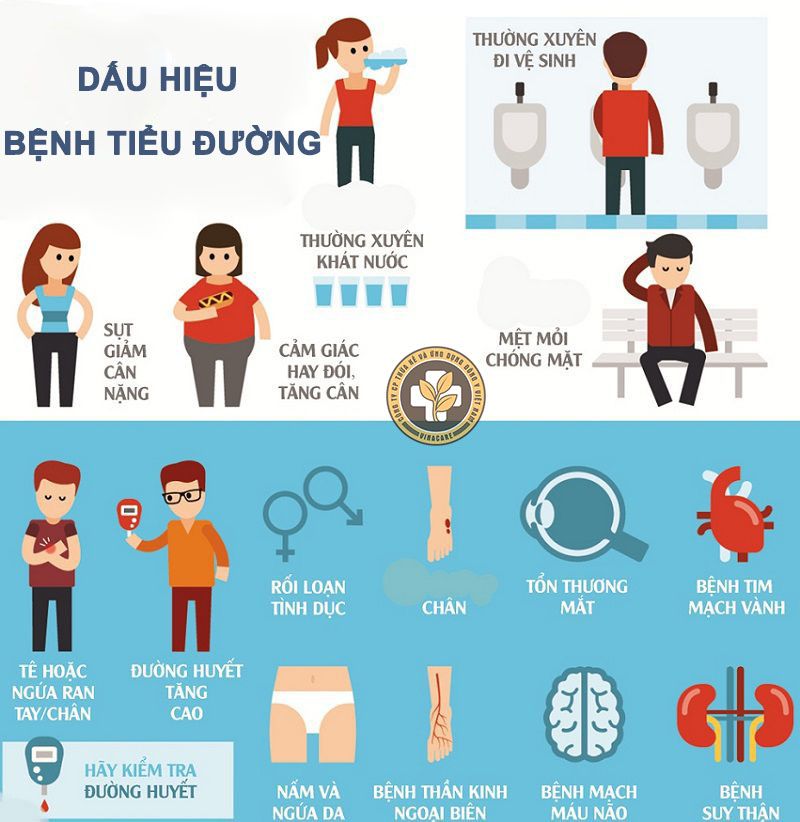 DẤU HIỆU
BỆNH TIỂU ĐƯỜNG
THƯỜNG XUYÊN
ĐI VỆ SINH
THƯỜNG XUYÊN
KHÁT NƯỚC
SỤT
GIẢM
CÂN
NẶNG
CẢM GIÁC
HAY ĐÓI,
TĂNG CÂN
MỆT MỎI
CHÓNG MẶT
CÔNG TY CP THỪA KẾ VÀ ỨNG DỤNG ĐÔNG Y VIỆT NAM
VINACARE
RỐI LOẠN
TÌNH DỤC
CHÂN
TỔN THƯƠNG
MẮT
BỆNH TIM
MẠCH VÀNH
TÊ HOẶC
NGỨA RAN
TAY/CHÂN
ĐƯỜNG HUYẾT
TĂNG
CAO
HÃY KIỂM TRA
ĐƯỜNG HUYẾT
NẤM VÀ
NGỨA DA
BỆNH THẦN KINH
NGOẠI BIÊN
BỆNH MẠCH
MÁU NÃO
BỆNH
SUY THẬN